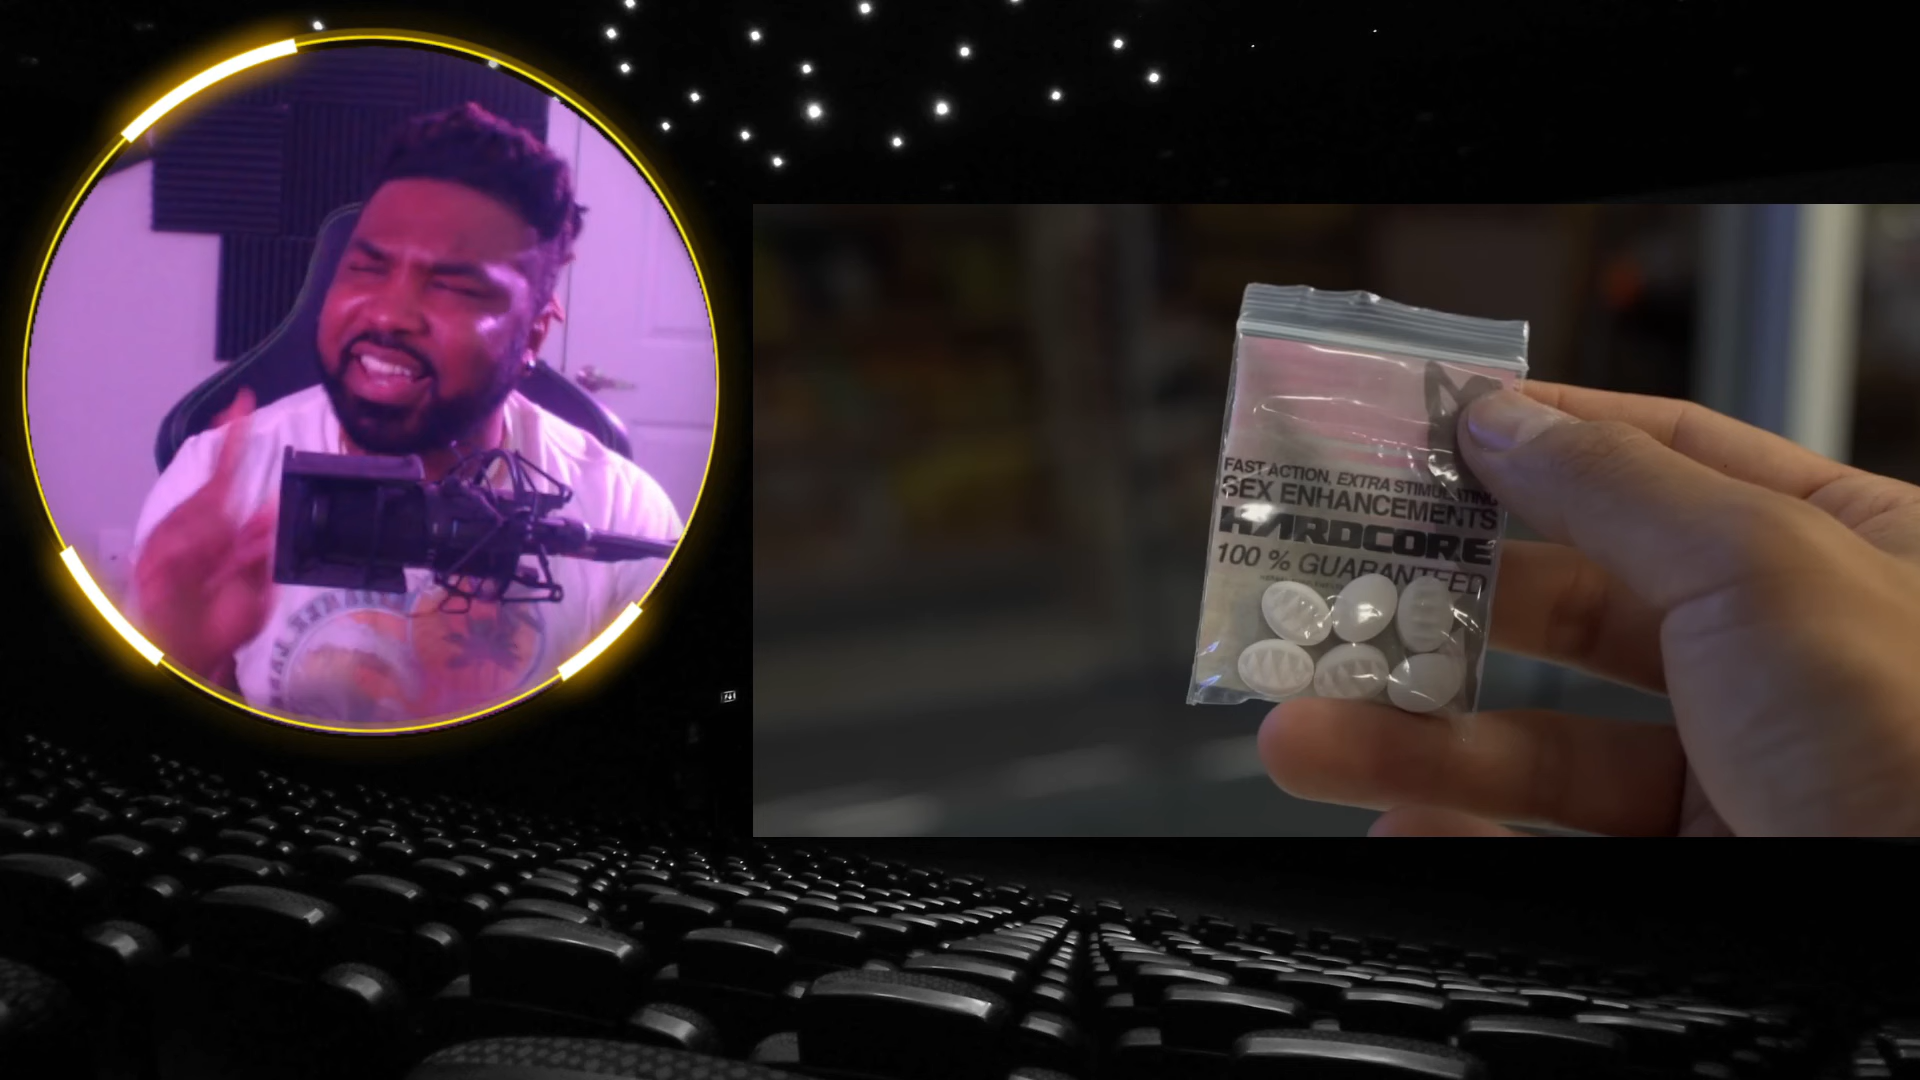 FAST ACTION, EXTRA STIMULATING
SEX ENHANCEMENTS
HARDCORE
100 % GUARANTEED